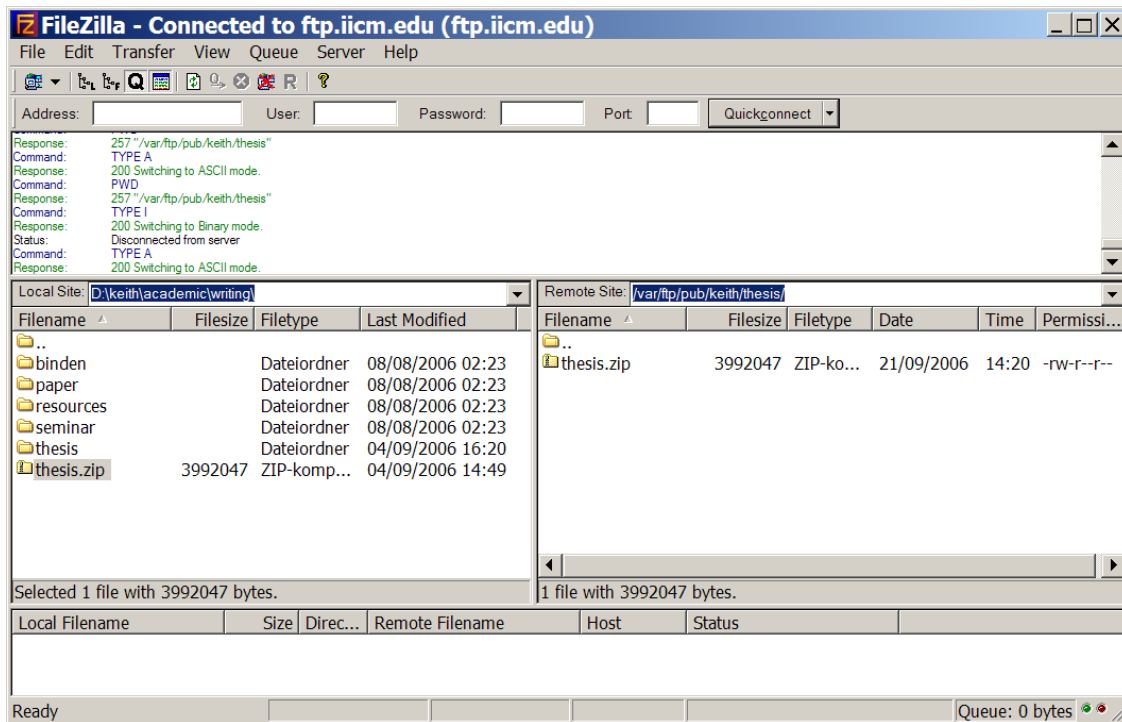 FileZilla - Connected to ftp.iicm.edu (ftp.iicm.edu)
File Edit Transfer View Queue Server Help
L F Q R ?
Address: User: Password: Port Quickconnect
Response: 257 "/var/ftp/pub/keith/thesis"
Command: TYPE A
Response: 200 Switching to ASCII mode.
Command: PWD
Response: 257 "/var/ftp/pub/keith/thesis"
Command: TYPE I
Response: 200 Switching to Binary mode.
Status: Disconnected from server
Command: TYPE A
Response: 200 Switching to ASCII mode.
Local Site: D:\keith\academic\writing\
Filename Filesize Filetype Last Modified
..
binden Dateiordner 08/08/2006 02:23
paper Dateiordner 08/08/2006 02:23
resources Dateiordner 08/08/2006 02:23
seminar Dateiordner 08/08/2006 02:23
thesis Dateiordner 04/09/2006 16:20
thesis.zip 3992047 ZIP-komp... 04/09/2006 14:49
Selected 1 file with 3992047 bytes.
Remote Site: /var/ftp/pub/keith/thesis/
Filename Filesize Filetype Date Time Permissi...
..
thesis.zip 3992047 ZIP-ko... 21/09/2006 14:20 -rw-r--r--
1 file with 3992047 bytes.
Local Filename Size Direc... Remote Filename Host Status
Ready Queue: 0 bytes